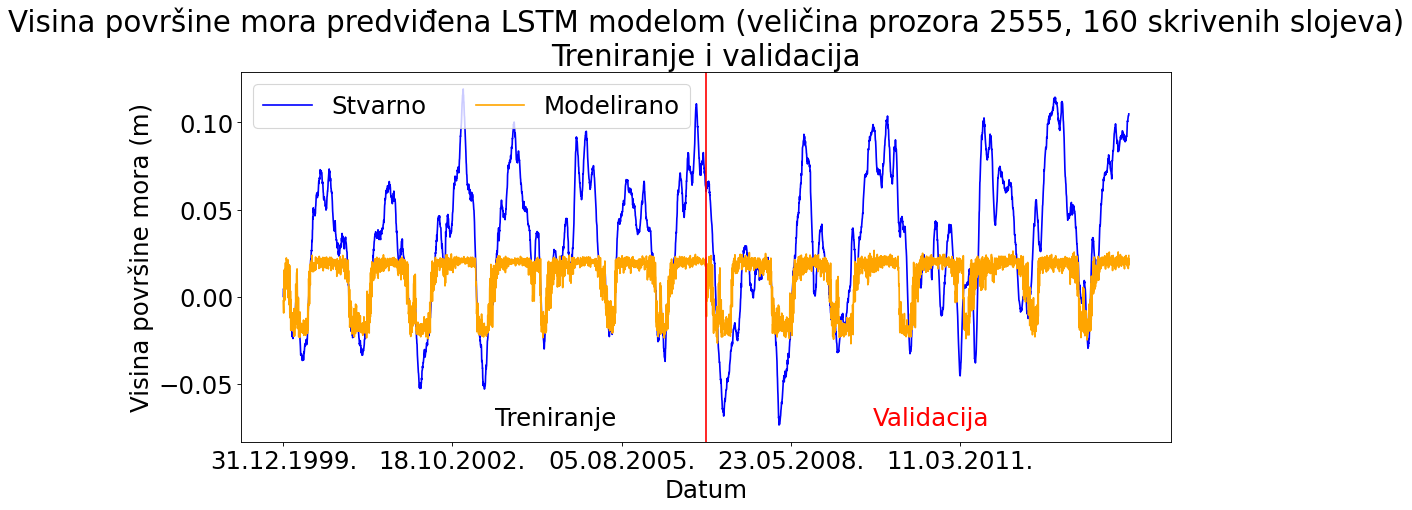 Visina površine mora predviđena LSTM modelom (veličina prozora 2555, 160 skrivenih slojeva)
Treniranje i validacija
Stvarno Modelirano
Visina površine mora (m)
0.10
0.05
0.00
−0.05
Treniranje Validacija
31.12.1999. 18.10.2002. 05.08.2005. 23.05.2008. 11.03.2011.
Datum